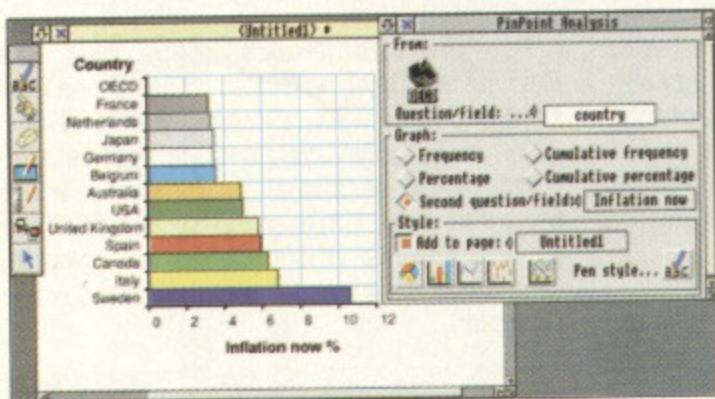 <Untitled1> *
Country
OECD
France
Netherlands
Japan
Germany
Belgium
Australia
USA
United Kingdom
Spain
Canada
Italy
Sweden
0 2 4 6 8 10 12
Inflation now %
PinPoint Analysis
From:
Question/field: ...
country
Graph:
Frequency
Cumulative frequency
Percentage
Cumulative percentage
Second question/field:
Inflation now
Style:
Add to page:
Untitled1
Pen style...